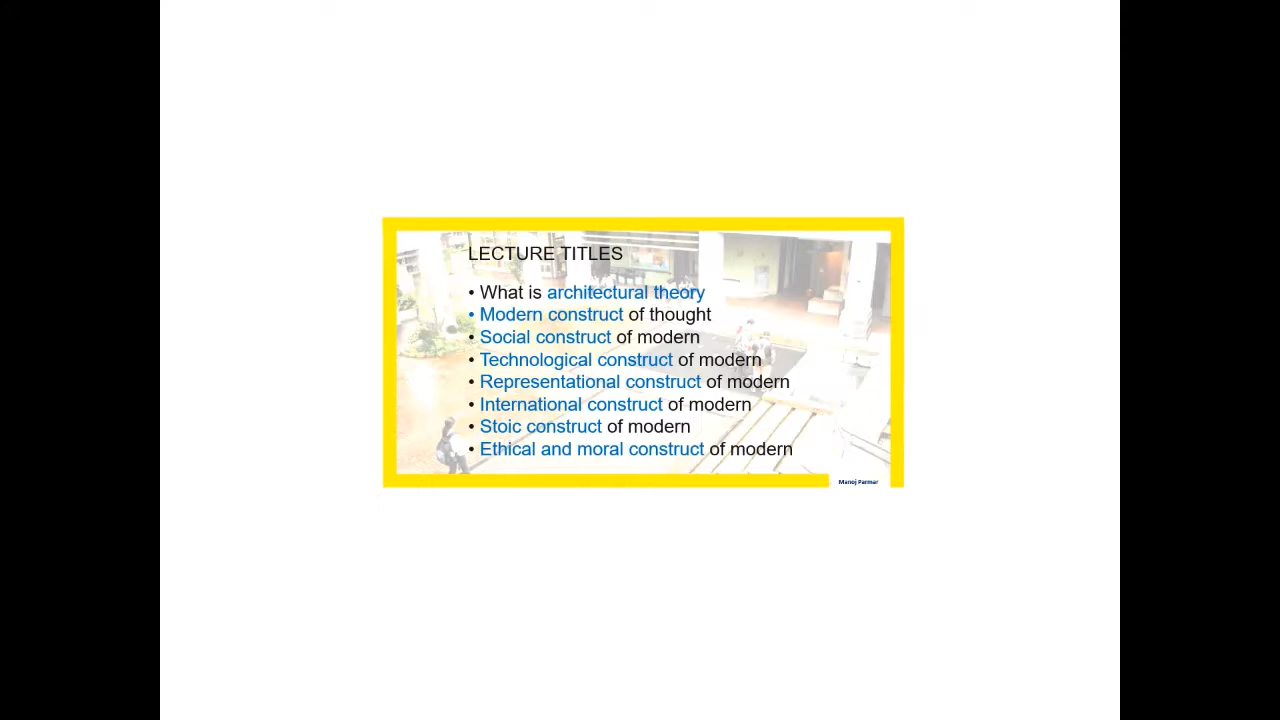 LECTURE TITLES
• What is architectural theory
• Modern construct of thought
• Social construct of modern
• Technological construct of modern
• Representational construct of modern
• International construct of modern
• Stoic construct of modern
• Ethical and moral construct of modern
Manoj Parmar